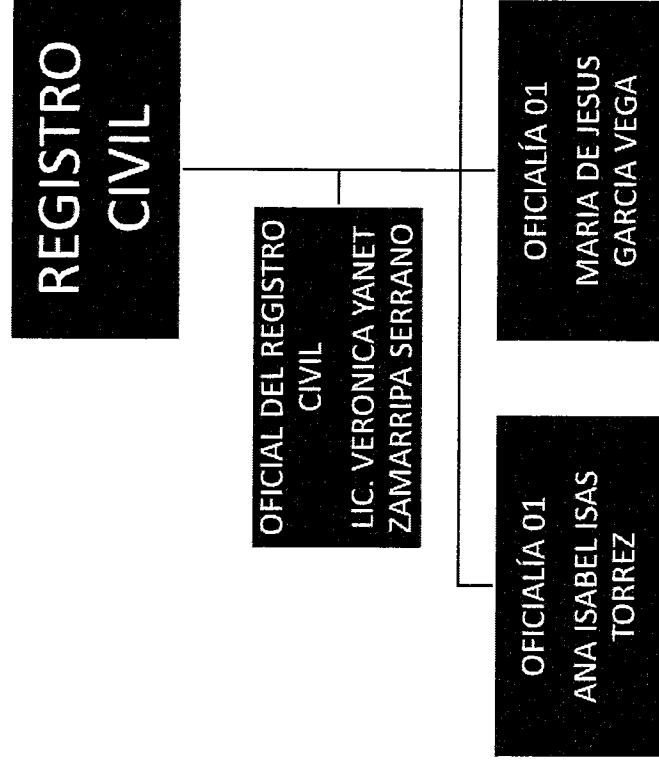 REGISTRO
CIVIL
OFICIAL DEL REGISTRO
CIVIL
LIC. VERONICA YANET
ZAMARRIPA SERRANO
OFICIALÍA 01
ANA ISABEL ISAS
TORREZ
OFICIALÍA 01
MARIA DE JESUS
GARCIA VEGA